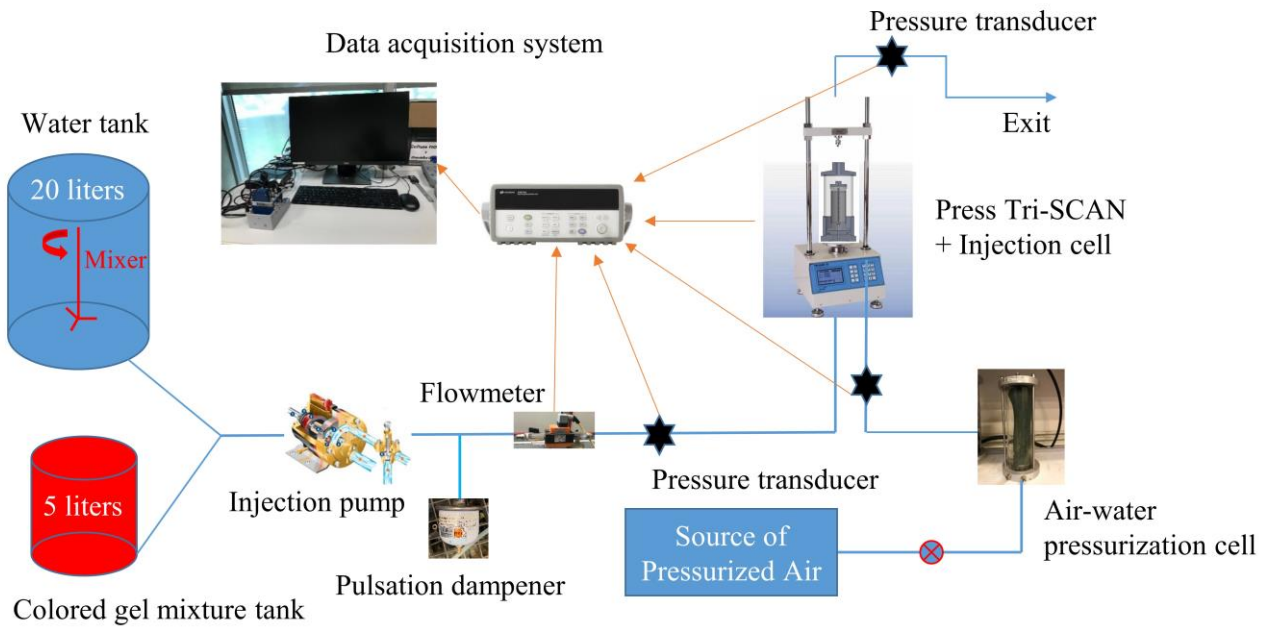 Pressure transducer
Data acquisition system
Exit
Water tank
20 liters
Mixer
Press Tri-SCAN
+ Injection cell
Flowmeter
Injection pump
Pressure transducer
5 liters
Source of
Pressurized Air
Air-water
pressurization cell
Pulsation dampener
Colored gel mixture tank